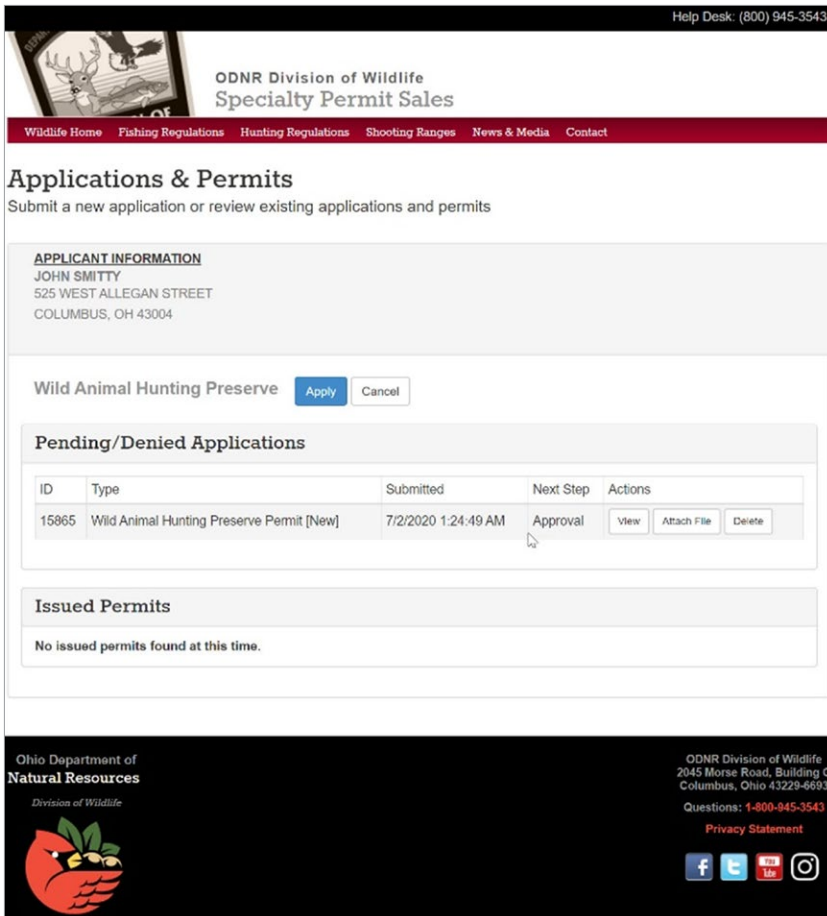 Help Desk: (800) 945-3543
ODNR Division of Wildlife
Specialty Permit Sales
Wildlife Home Fishing Regulations Hunting Regulations Shooting Ranges News & Media Contact
Applications & Permits
Submit a new application or review existing applications and permits
APPLICANT INFORMATION
JOHN SMITTY
525 WEST ALLEGAN STREET
COLUMBUS, OH 43004
Wild Animal Hunting Preserve Apply Cancel
Pending/Denied Applications
ID Type Submitted Next Step Actions
15865 Wild Animal Hunting Preserve Permit [New] 7/2/2020 1:24:49 AM Approval View Attach File Delete
Issued Permits
No issued permits found at this time.
Ohio Department of
Natural Resources
Division of Wildlife
ODNR Division of Wildlife
2045 Morse Road, Building
Columbus, Ohio 43229-6693
Questions: 1-800-945-3543
Privacy Statement
You
Tube